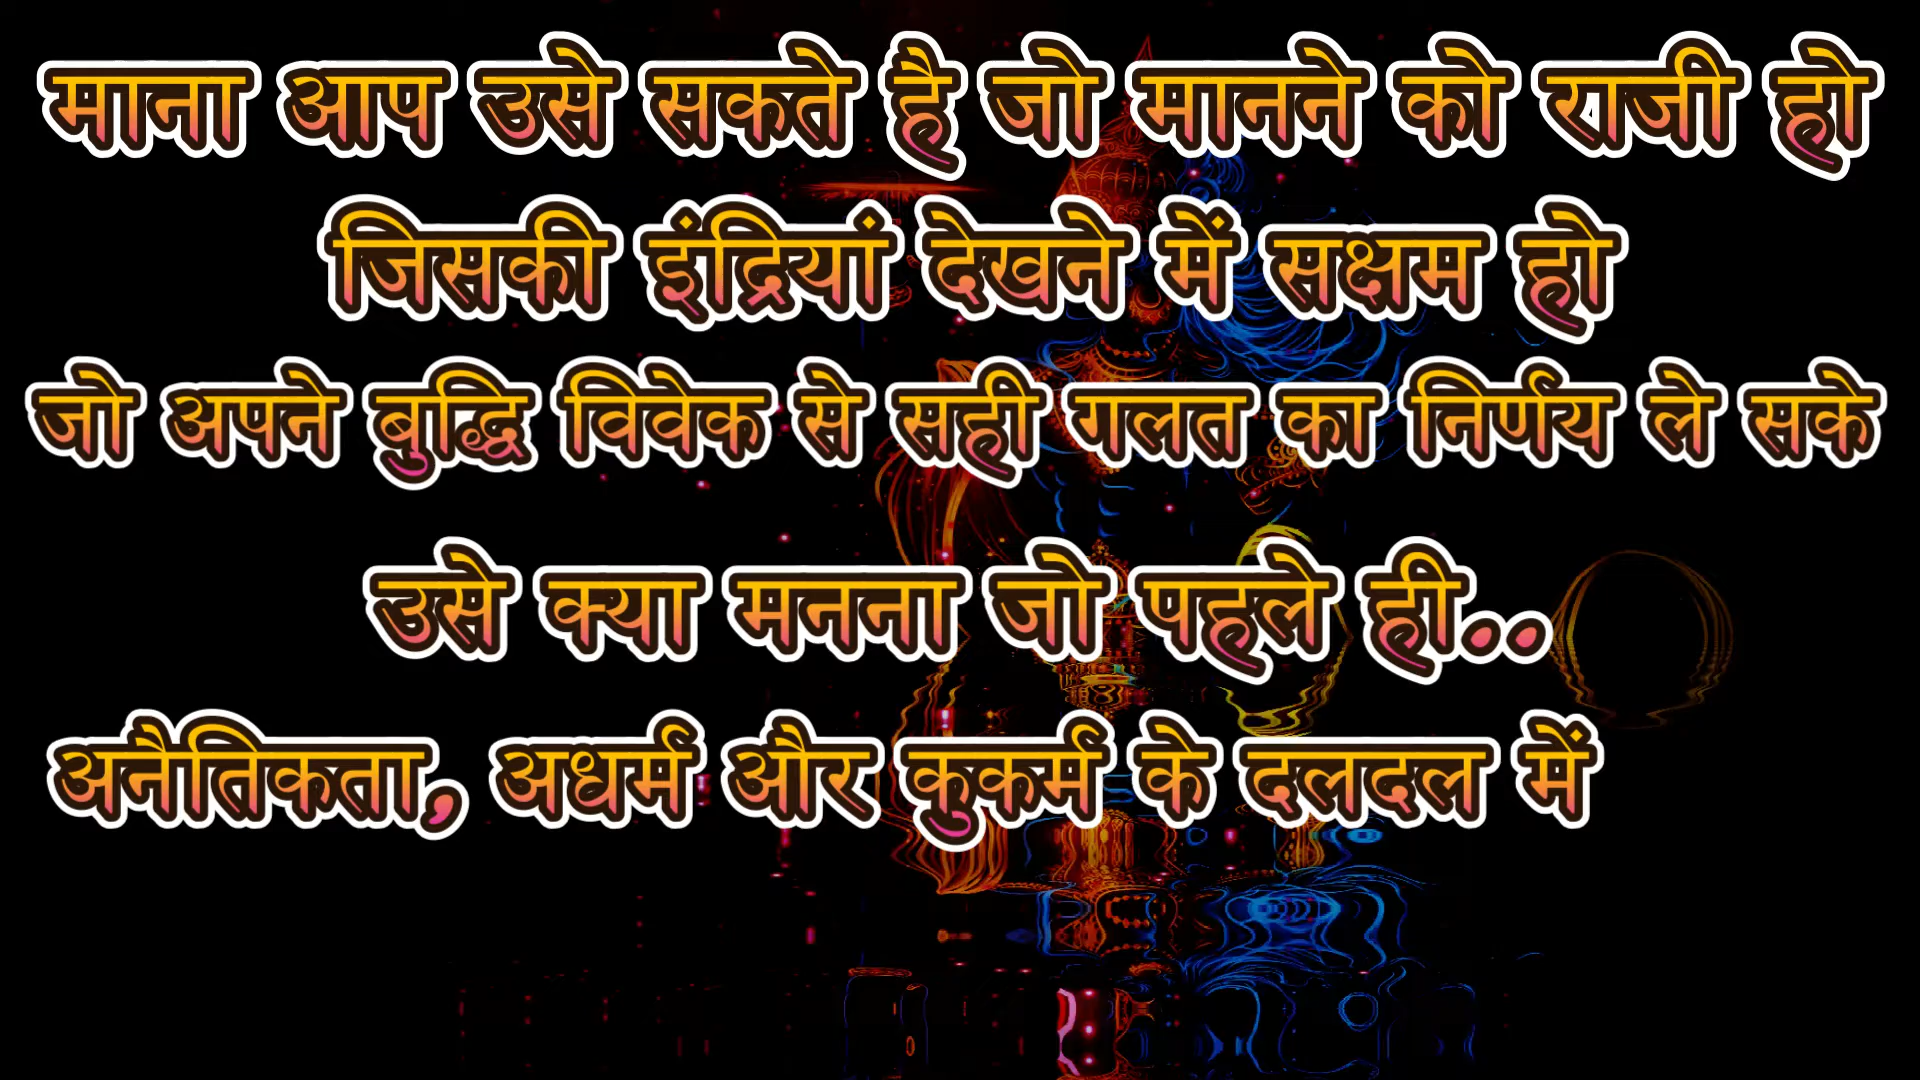 माना आप उसे सकते है जो मानने को राजी हो
जिसकी इंद्रियां देखने में सक्षम हो
जो अपने बुद्धि विवेक से सही गलत का निर्णय ले सके
उसे क्या मनना जो पहले ही..
अनैतिकता, अधर्म और कुकर्म के दलदल में